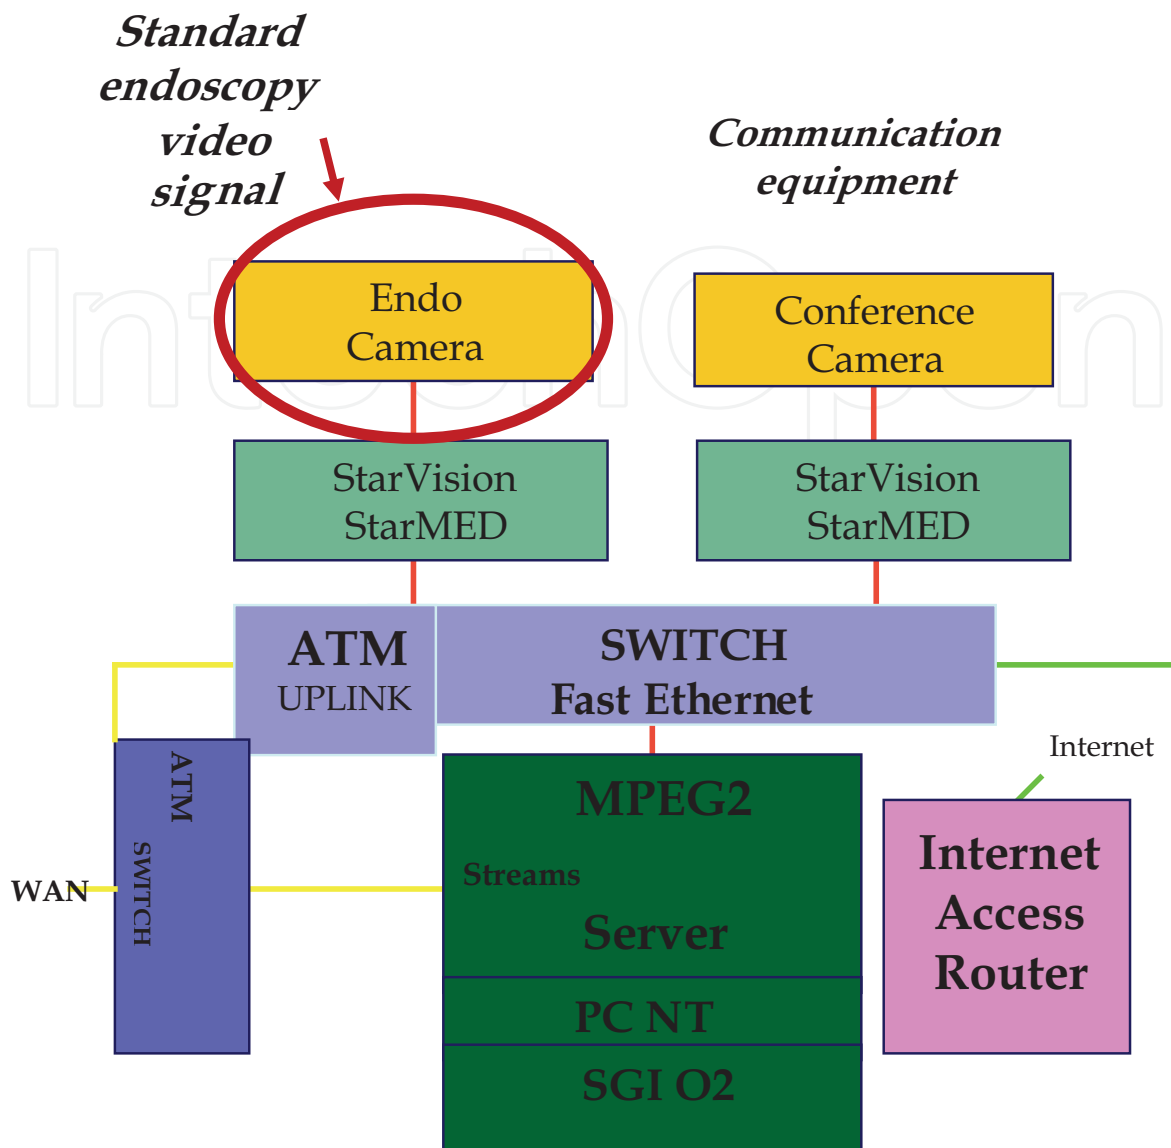 Standard
endoscopy
video
signal
Communication
equipment
IntechOpen
Endo
Camera
Conference
Camera
StarVision
StarMED
StarVision
StarMED
ATM
UPLINK
SWITCH
Fast Ethernet
ATM
SWITCH
WAN
MPEG2
Streams
Server
PC NT
SGI O2
Internet
Internet
Access
Router